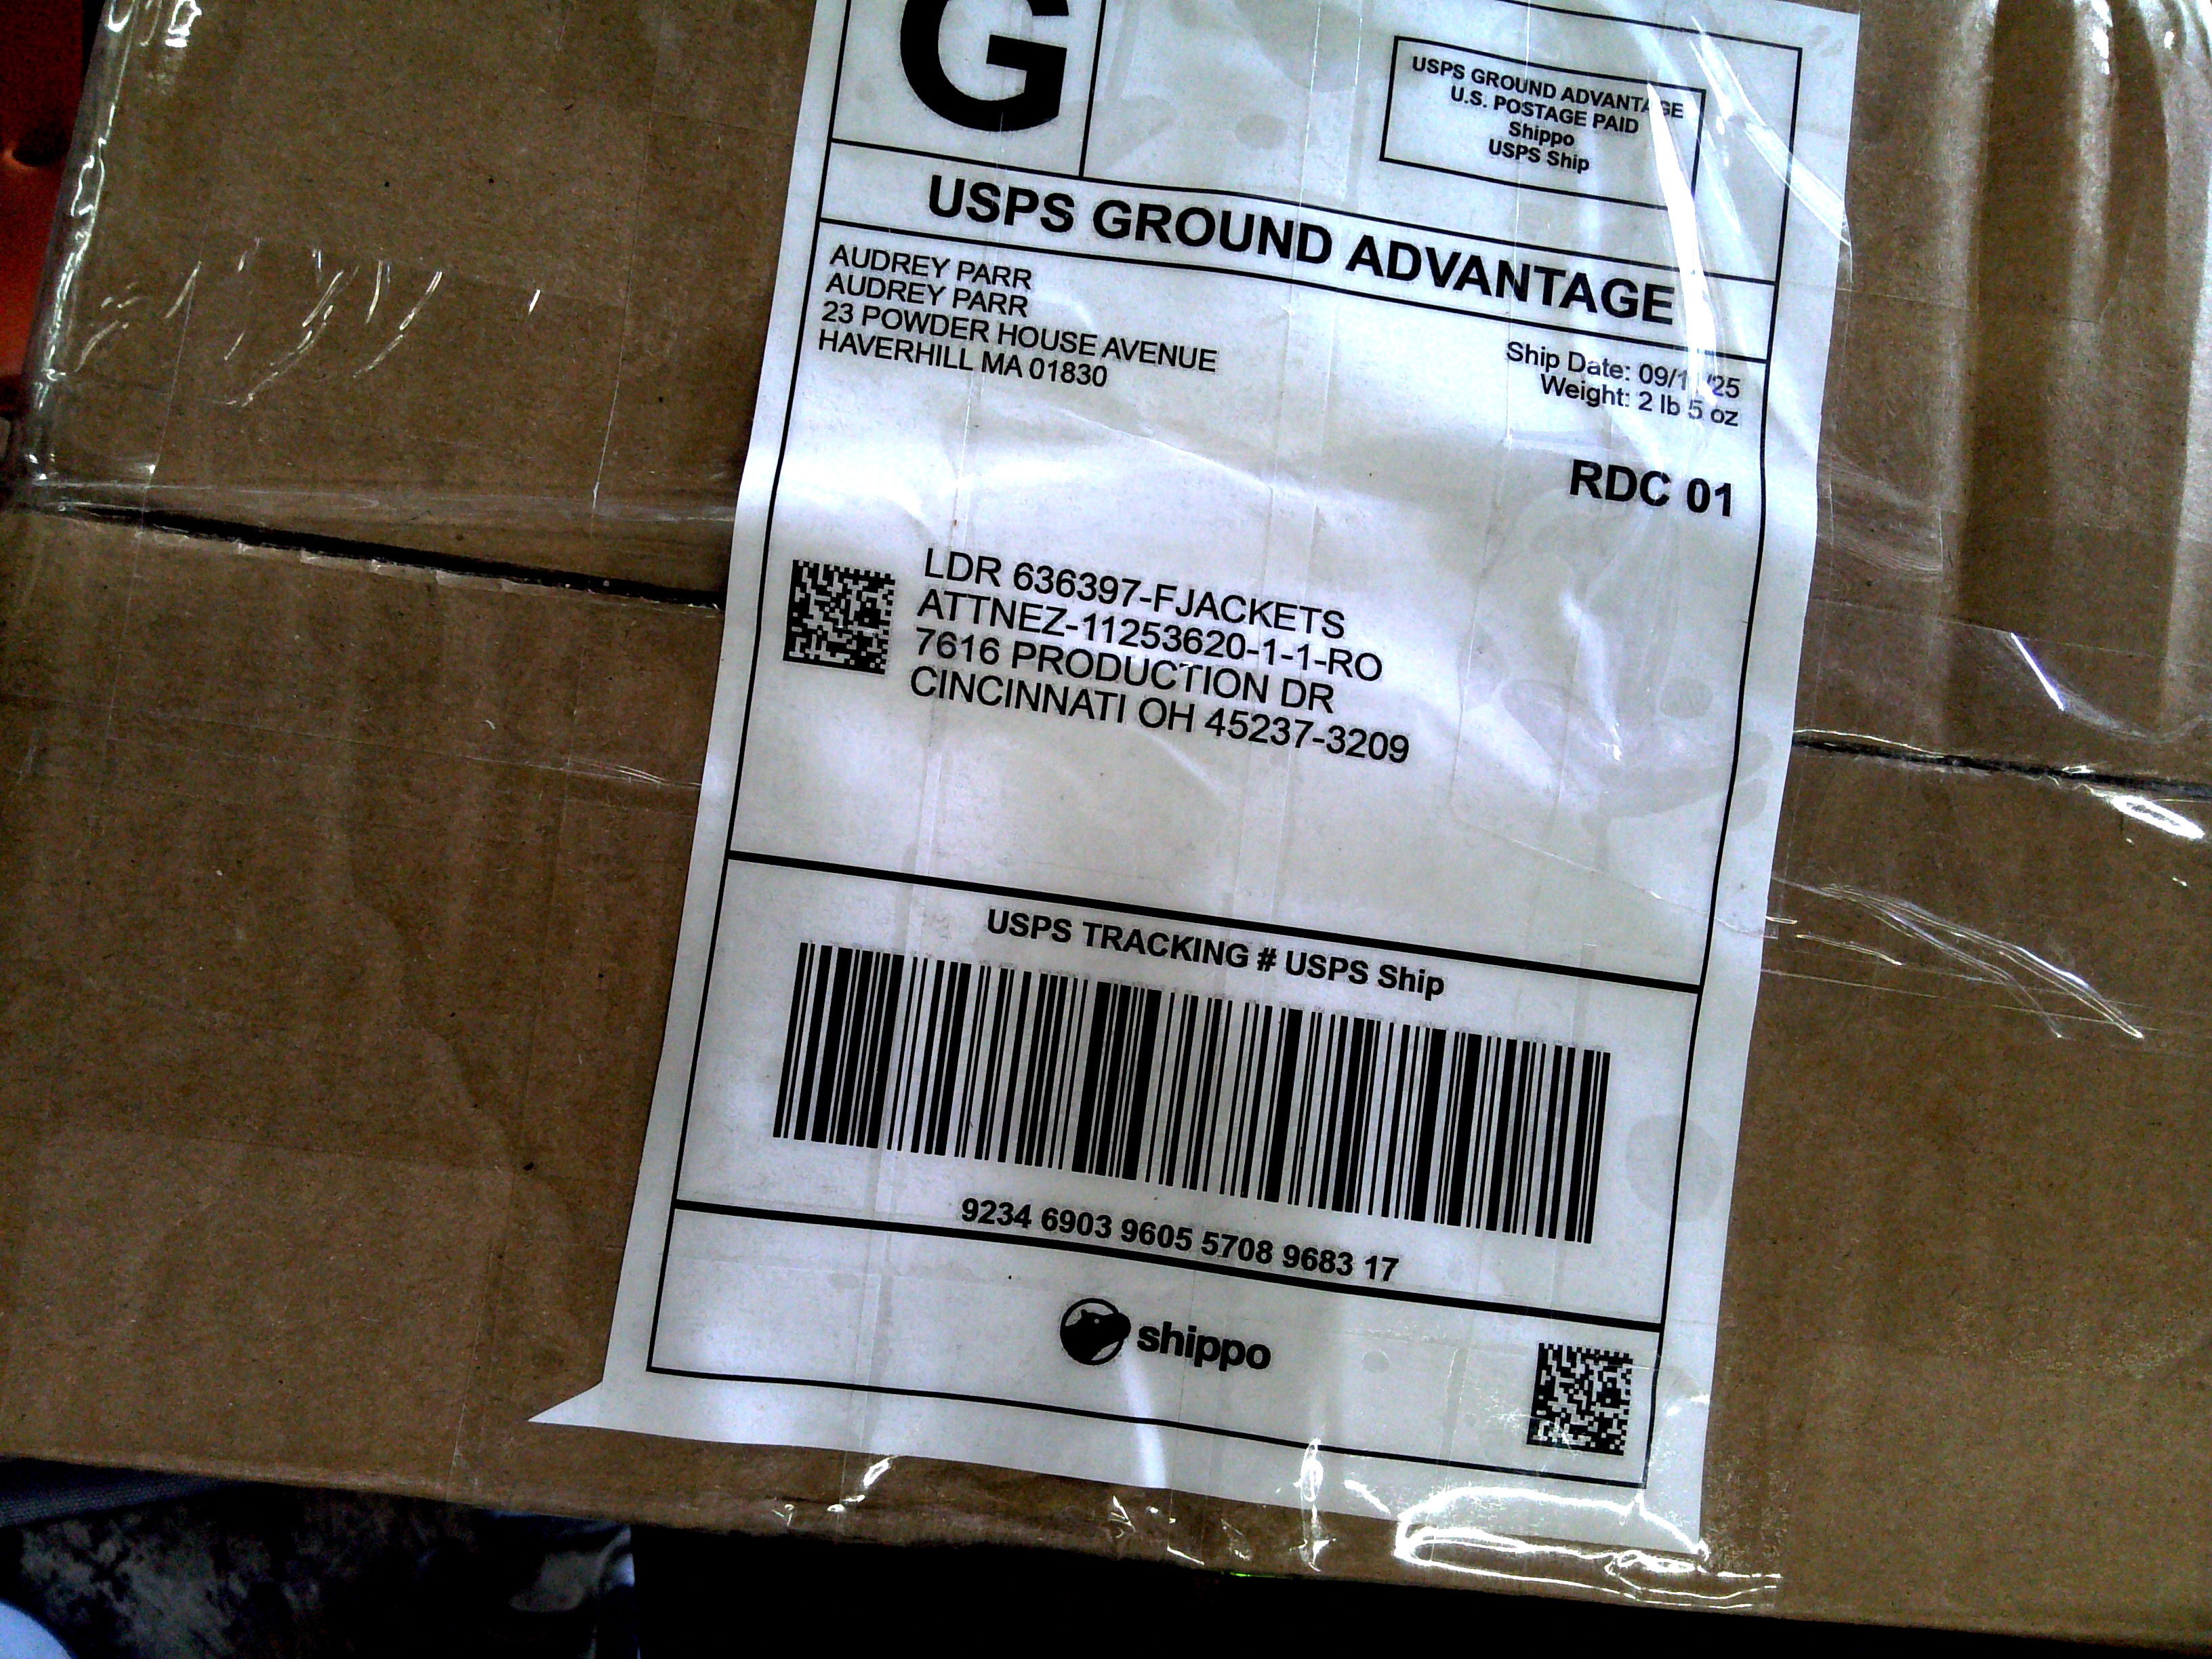 G
USPS GROUND ADVANTAGE
U.S. POSTAGE PAID
Shippo
USPS Ship
USPS GROUND ADVANTAGE
AUDREY PARR
AUDREY PARR
23 POWDER HOUSE AVENUE
HAVERHILL MA 01830
Ship Date:
Weight: 2 lb 5 oz
RDC 01
LDR 636397-FJACKETS
ATTNEZ-11253620-1-1-RO
7616 PRODUCTION DR
CINCINNATI OH 45237-3209
USPS TRACKING # USPS Ship
9234 6903 9605 5708 9683 17
shippo